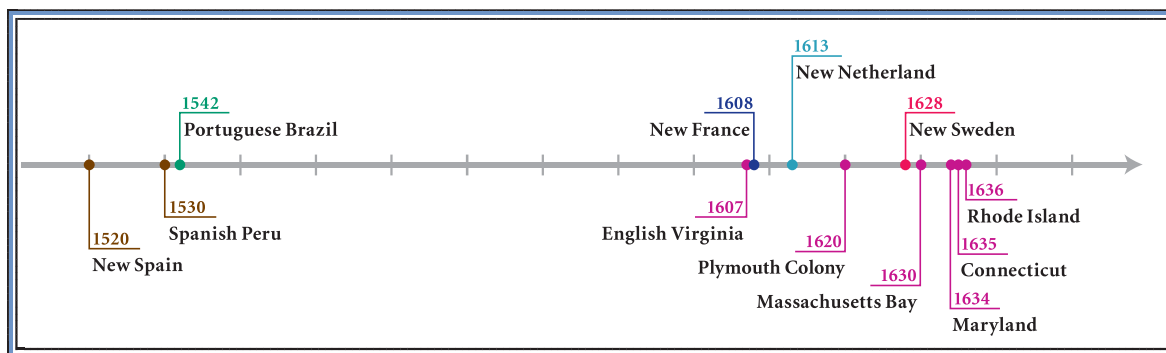 1520
New Spain
1530
Spanish Peru
1542
Portuguese Brazil
1607
English Virginia
1608
New France
1613
New Netherland
1620
Plymouth Colony
1628
New Sweden
1630
Massachusetts Bay
1634
Maryland
1635
Connecticut
1636
Rhode Island